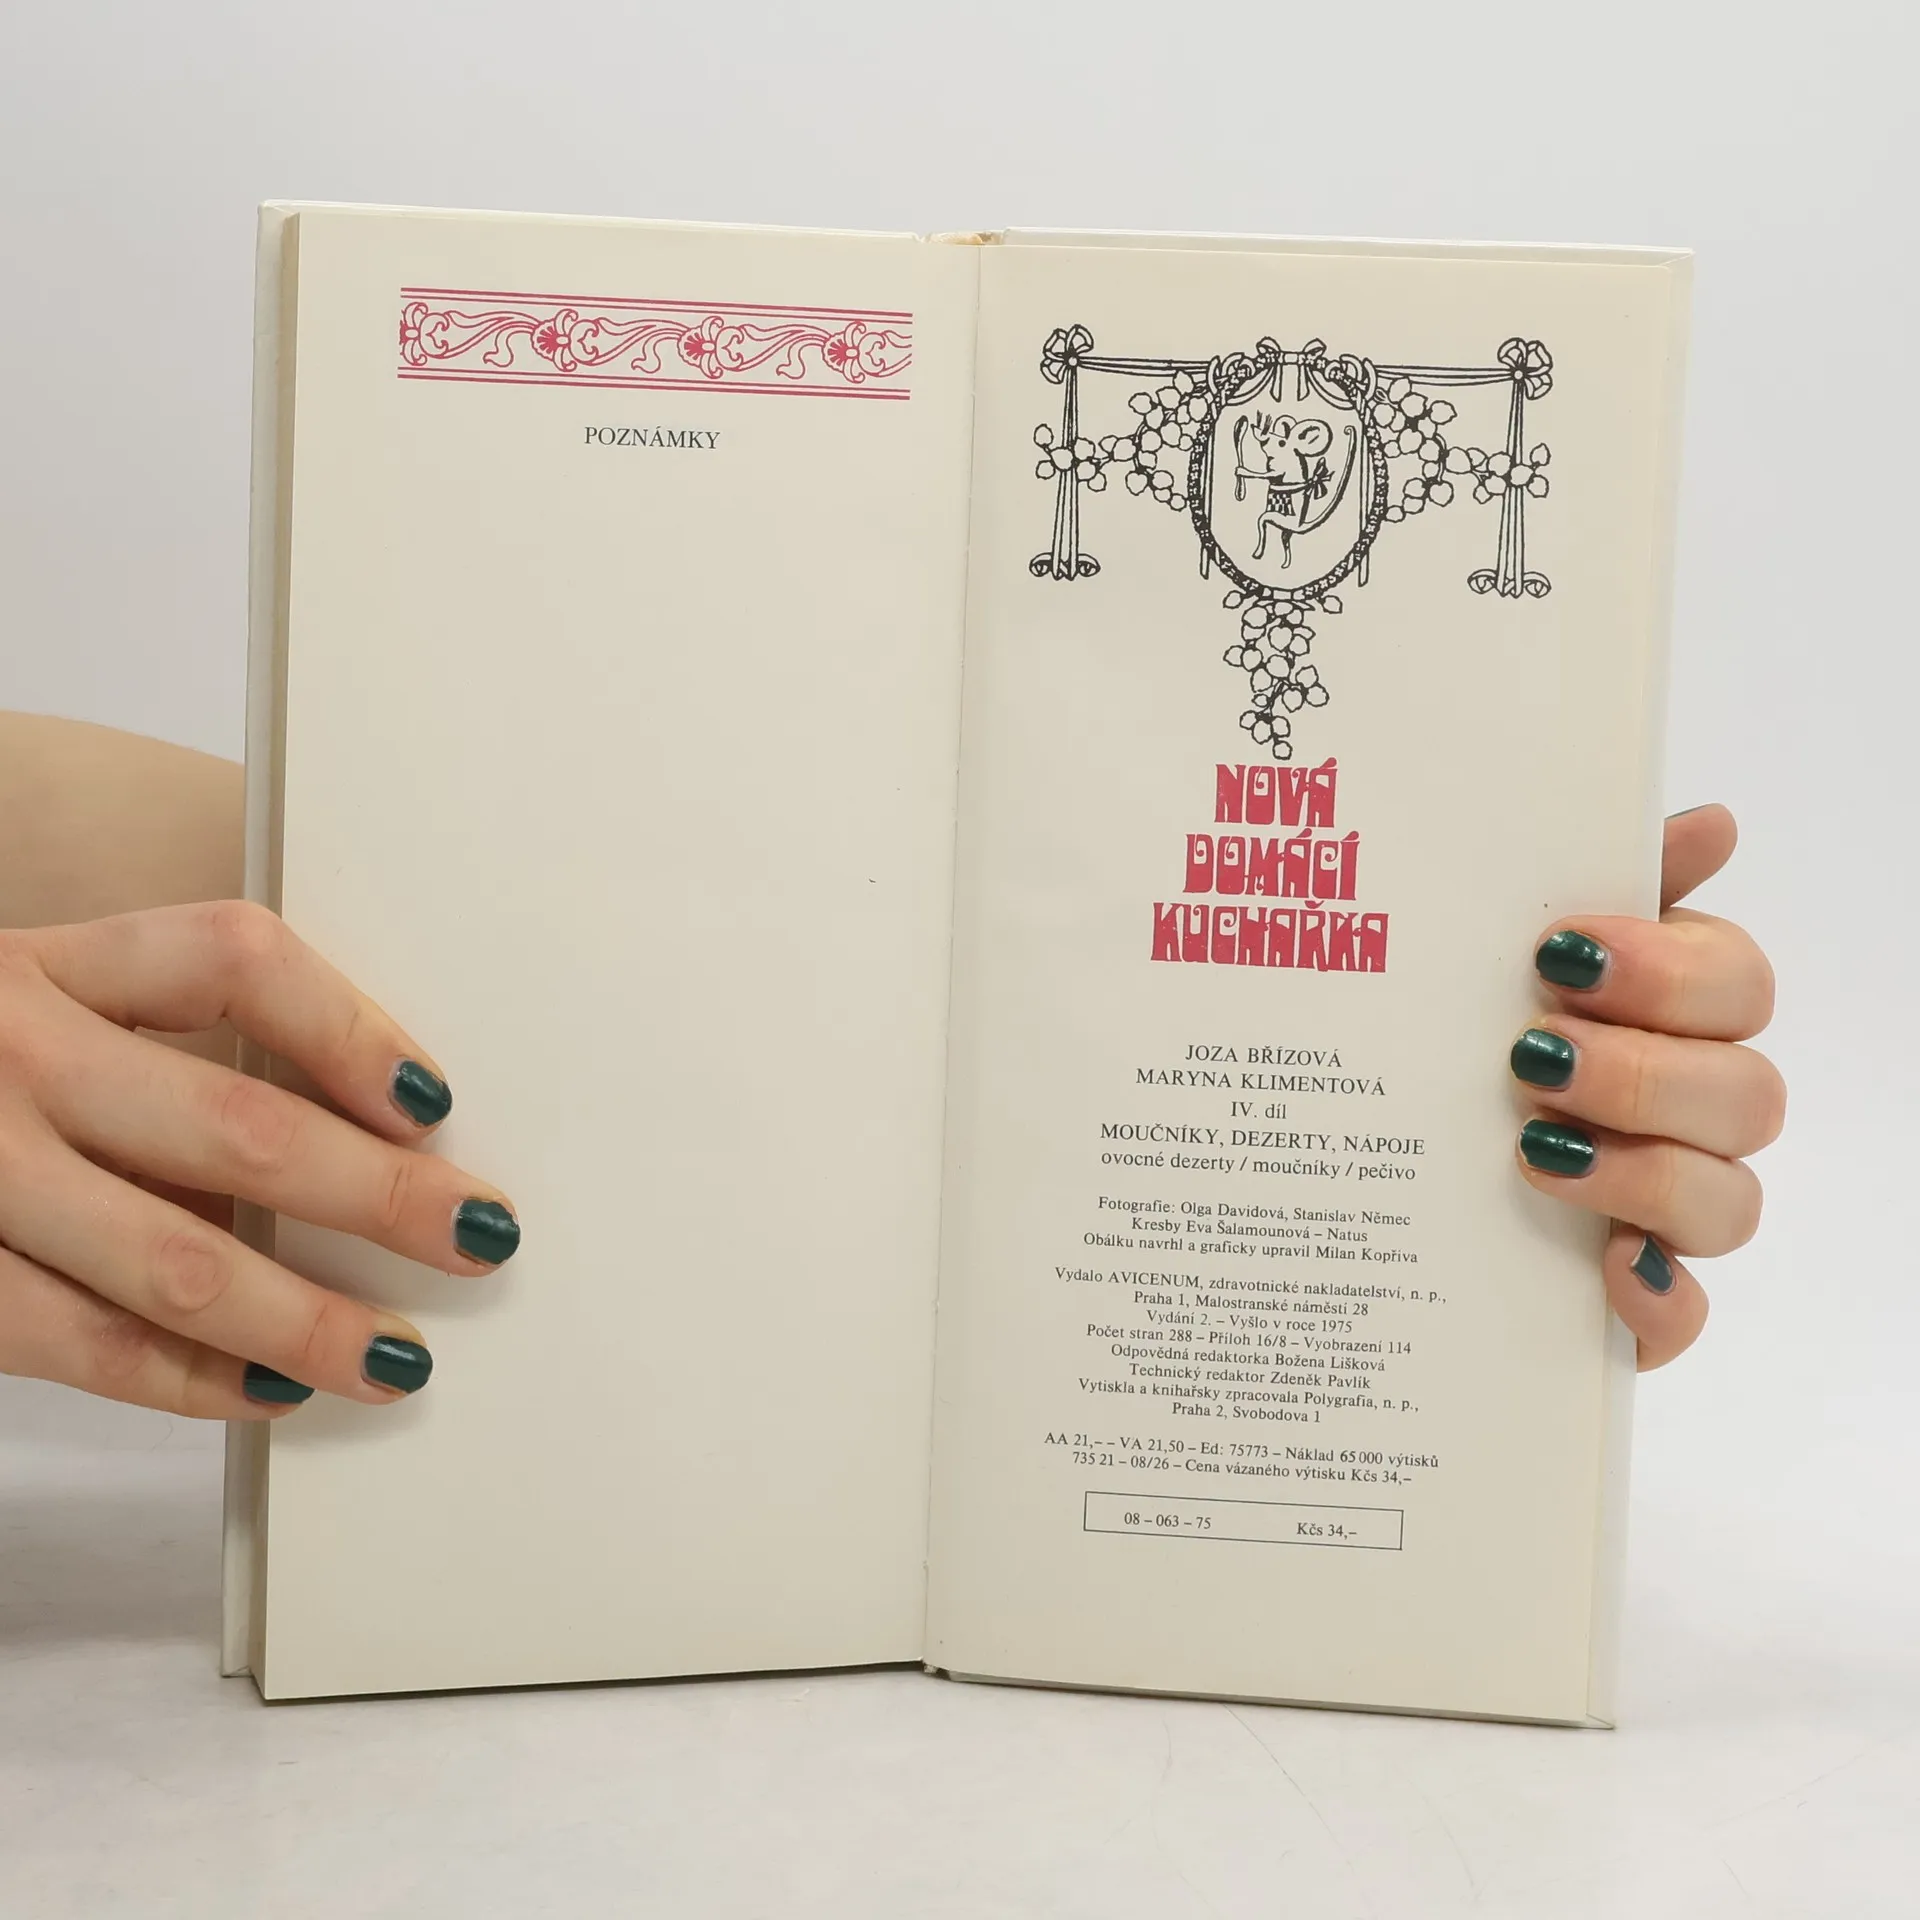 POZNÁMKY
NOVÁ
DOMÁCÍ
KUCHAŘKA
JOZA BŘÍZOVÁ
MARYNA KLIMENTOVÁ
IV. díl
MOUČNÍKY, DEZERTY, NÁPOJE
ovocné dezerty / moučníky / pečivo
Fotografie: Olga Davidová, Stanislav Němec
Kresby Eva Šalamounová – Natus
Obálku navrhl a graficky upravil Milan Kopřiva
Vydalo AVICENUM, zdravotnické nakladatelství, n. p.,
Praha 1, Malostranské náměstí 28
Vydání 2. – Vyšlo v roce 1975
Počet stran 288 – Příloh 16/8 – Vyobrazení 114
Odpovědná redaktorka Božena Lišková
Technický redaktor Zdeněk Pavlík
Vytiskla a knihařsky zpracovala Polygrafia, n. p.,
Praha 2, Svobodova 1
AA 21,– – VA 21,50 – Ed: 75773 – Náklad 65 000 výtisků
735 21 – 08/26 – Cena vázaného výtisku Kčs 34,–
08 – 063 – 75 Kčs 34,–